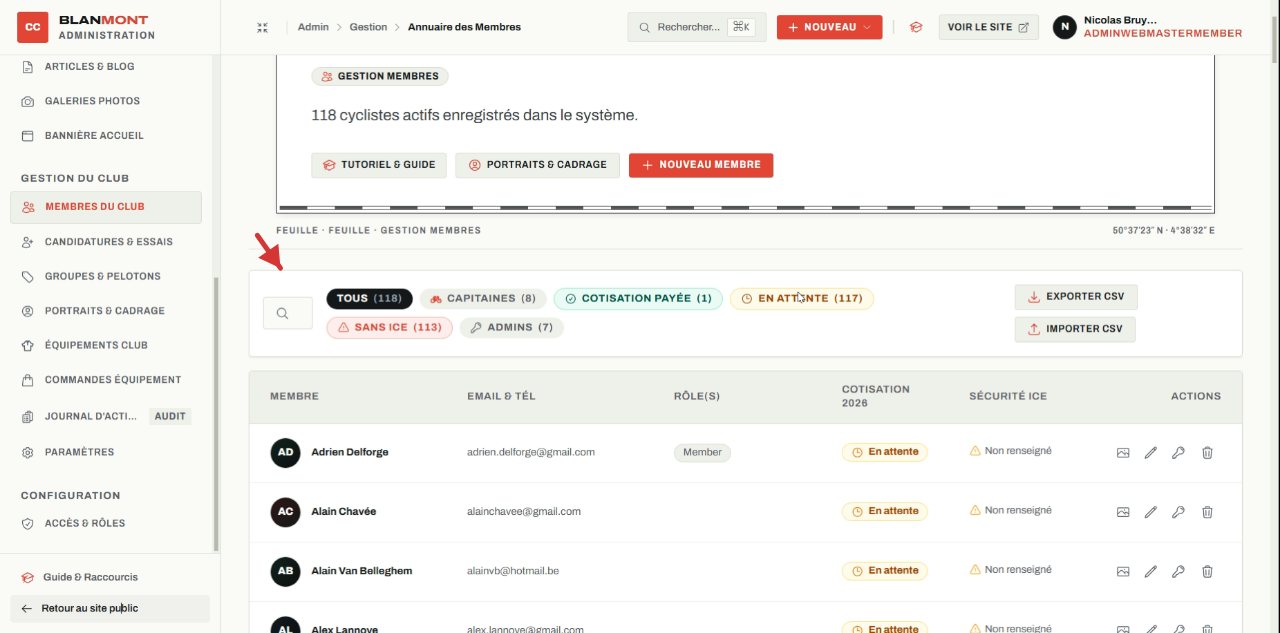 CC
BLANMONT
ADMINISTRATION
Admin > Gestion > Annuaire des Membres
Rechercher...
⌘K
+ NOUVEAU
VOIR LE SITE
N
Nicolas Bruy...
ADMINWEBMASTERMEMBER
ARTICLES & BLOG
GALERIES PHOTOS
BANNIÈRE ACCUEIL
GESTION DU CLUB
MEMBRES DU CLUB
CANDIDATURES & ESSAIS
GROUPES & PELOTONS
PORTRAITS & CADRAGE
ÉQUIPEMENTS CLUB
COMMANDES ÉQUIPEMENT
JOURNAL D'ACTI... AUDIT
PARAMÈTRES
CONFIGURATION
ACCÈS & RÔLES
Guide & Raccourcis
← Retour au site public
GESTION MEMBRES
118 cyclistes actifs enregistrés dans le système.
TUTORIEL & GUIDE
PORTRAITS & CADRAGE
+ NOUVEAU MEMBRE
FEUILLE · FEUILLE · GESTION MEMBRES
50°37'23" N · 4°38'32" E
TOUS (118)
CAPITAINES (8)
COTISATION PAYÉE (1)
EN ATTENTE (117)
SANS ICE (113)
ADMINS (7)
EXPORTER CSV
IMPORTER CSV
MEMBRE
EMAIL & TÉL
RÔLE(S)
COTISATION
2026
SÉCURITÉ ICE
ACTIONS
AD Adrien Delforge adrien.delforge@gmail.com Member En attente Non renseigné
AC Alain Chavée alainchavee@gmail.com En attente Non renseigné
AB Alain Van Belleghem alainvb@hotmail.be En attente Non renseigné
AL Alex Lannoye alex.lannoye@gmail.com En attente Non renseigné